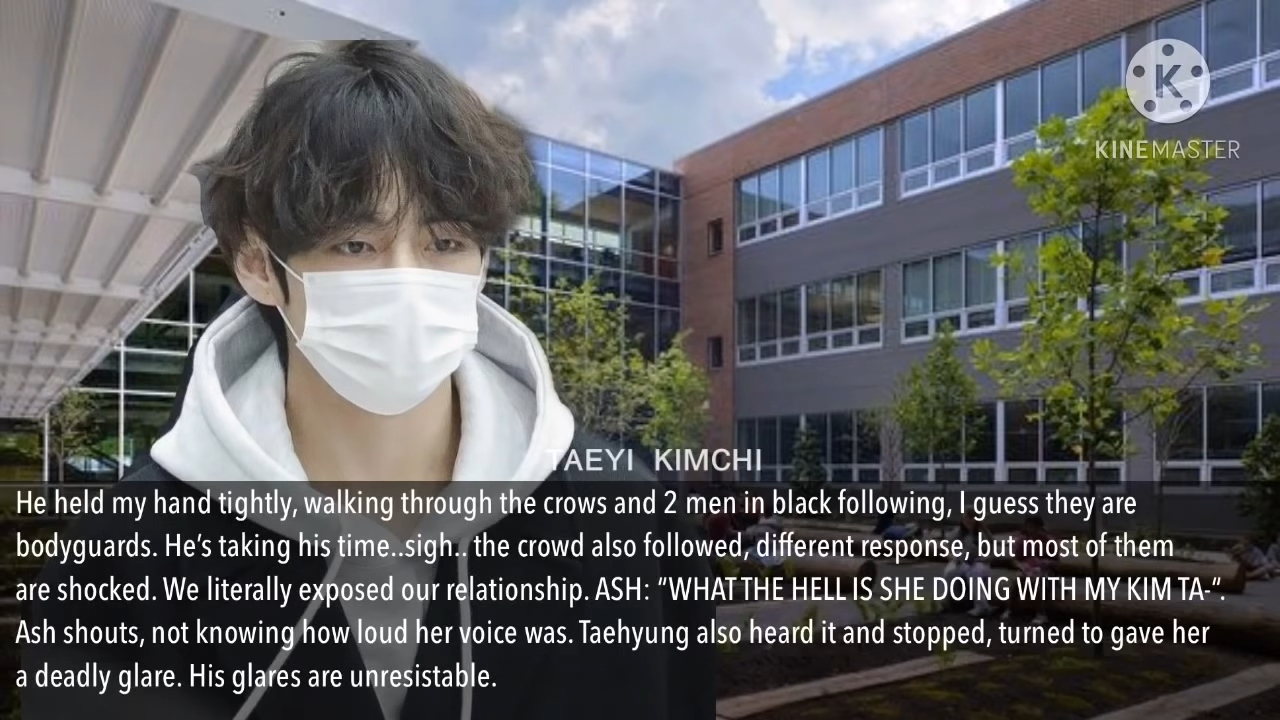 K
KINEMASTER
TAEYI KIMCHI
He held my hand tightly, walking through the crows and 2 men in black following, I guess they are
bodyguards. He’s taking his time..sigh.. the crowd also followed, different response, but most of them
are shocked. We literally exposed our relationship. ASH: “WHAT THE HELL IS SHE DOING WITH MY KIM TA-“.
Ash shouts, not knowing how loud her voice was. Taehyung also heard it and stopped, turned to gave her
a deadly glare. His glares are unresistable.